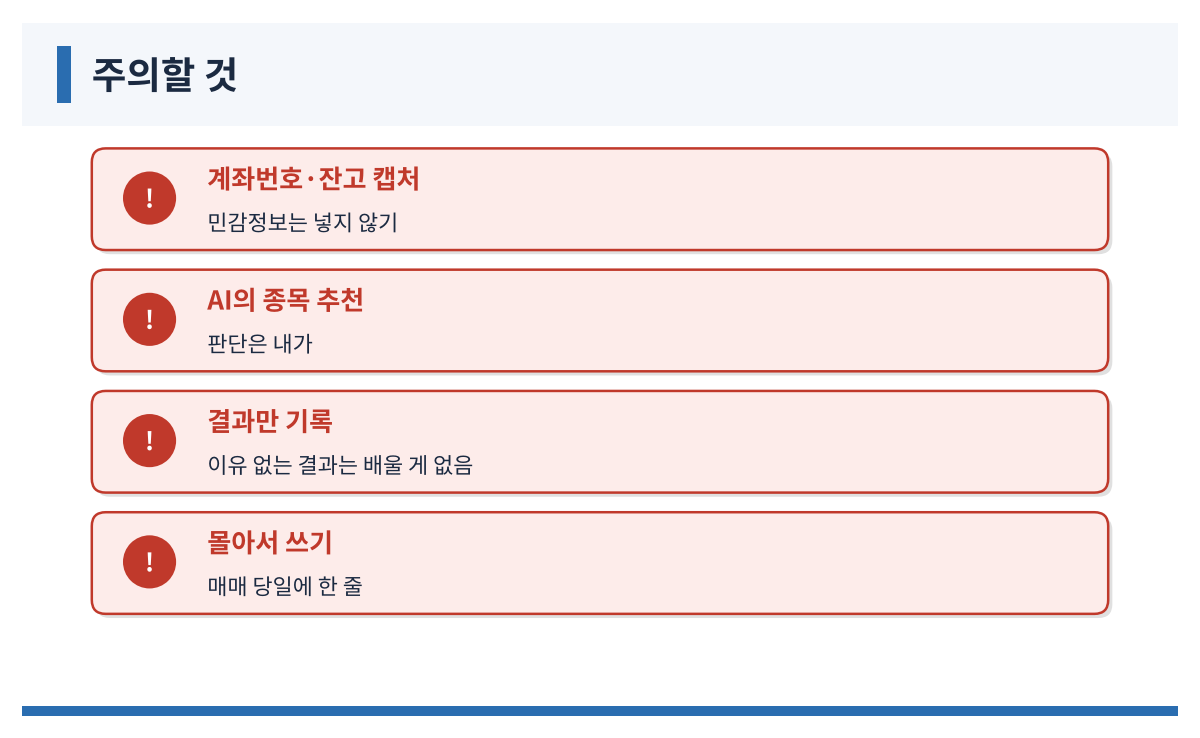 주의할 것
!
계좌번호·잔고 캡처
민감정보는 넣지 않기
!
AI의 종목 추천
판단은 내가
!
결과만 기록
이유 없는 결과는 배울 게 없음
!
몰아서 쓰기
매매 당일에 한 줄